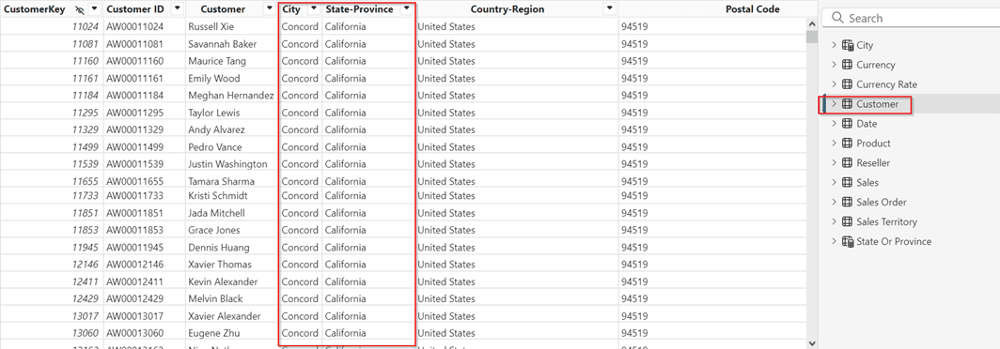 CustomerKey Customer ID Customer City State-Province Country-Region Postal Code
11024 AW00011024 Russell Xie Concord California United States 94519
11081 AW00011081 Savannah Baker Concord California United States 94519
11160 AW00011160 Maurice Tang Concord California United States 94519
11161 AW00011161 Emily Wood Concord California United States 94519
11184 AW00011184 Meghan Hernandez Concord California United States 94519
11295 AW00011295 Taylor Lewis Concord California United States 94519
11329 AW00011329 Andy Alvarez Concord California United States 94519
11499 AW00011499 Pedro Vance Concord California United States 94519
11539 AW00011539 Justin Washington Concord California United States 94519
11655 AW00011655 Tamara Sharma Concord California United States 94519
11733 AW00011733 Kristi Schmidt Concord California United States 94519
11851 AW00011851 Jada Mitchell Concord California United States 94519
11853 AW00011853 Grace Jones Concord California United States 94519
11945 AW00011945 Dennis Huang Concord California United States 94519
12146 AW00012146 Xavier Thomas Concord California United States 94519
12411 AW00012411 Kevin Alexander Concord California United States 94519
12429 AW00012429 Melvin Black Concord California United States 94519
13017 AW00013017 Xavier Alexander Concord California United States 94519
13060 AW00013060 Eugene Zhu Concord California United States 94519
Search
City
Currency
Currency Rate
Customer
Date
Product
Reseller
Sales
Sales Order
Sales Territory
State Or Province